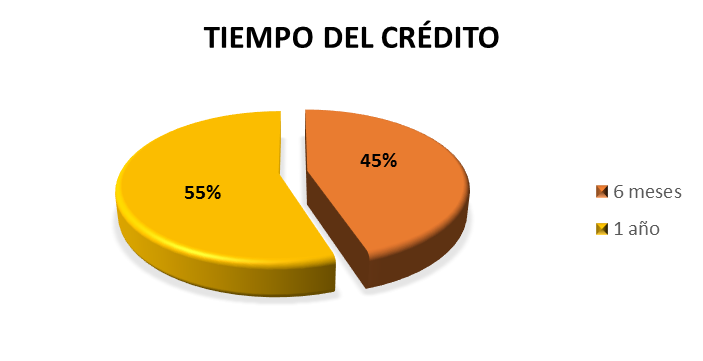 TIEMPO DEL CRÉDITO
45%
55%
6 meses
1 año